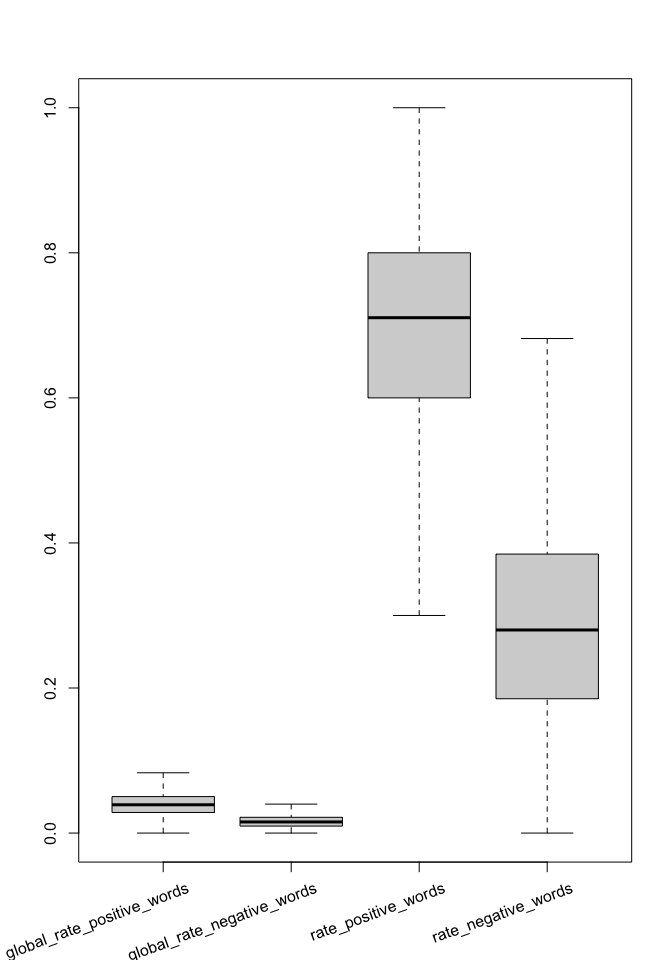 1.0
0.8
0.6
0.4
0.2
0.0
global_rate_positive_words
global_rate_negative_words
rate_positive_words
rate_negative_words